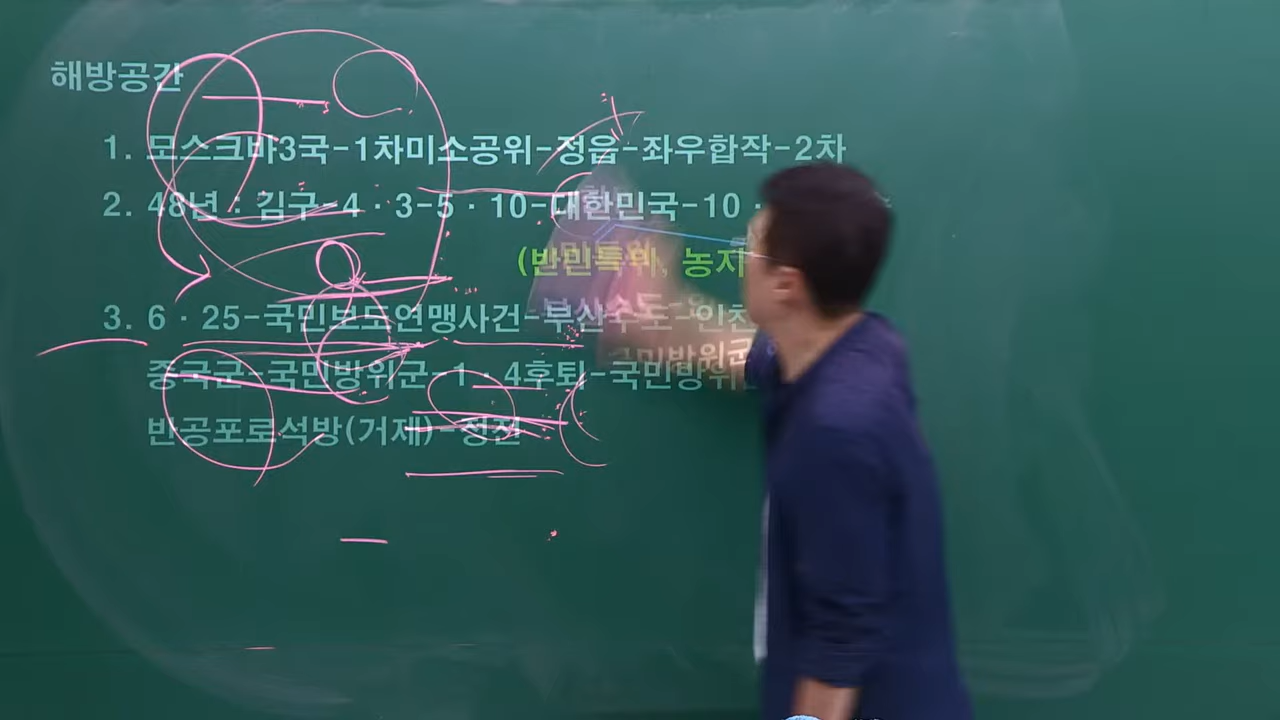 해방공간
1. 모스크바3국-1차미소공위-정읍-좌우합작-2차
2. 48년 : 김구-4·3-5·10-대한민국-10·
(반민특위, 농지
3. 6·25-국민보도연맹사건-부산수도-인천
중국군-국민방위군-1·4후퇴-국민방위군
반공포로석방(거제)-정전